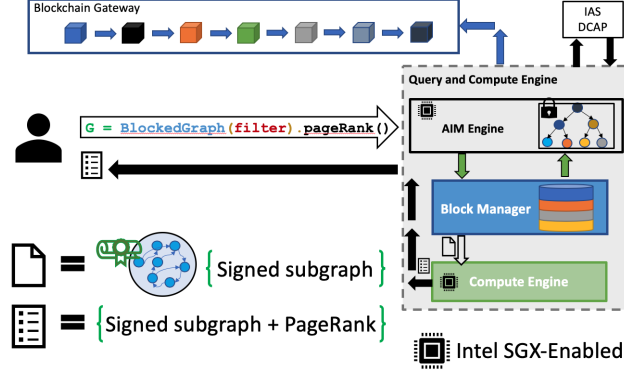 Blockchain Gateway
IAS
DCAP
Query and Compute Engine
G = BlockedGraph(filter).pageRank()
AIM Engine
Block Manager
Compute Engine
= {Signed subgraph}
= {Signed subgraph + PageRank}
Intel SGX-Enabled